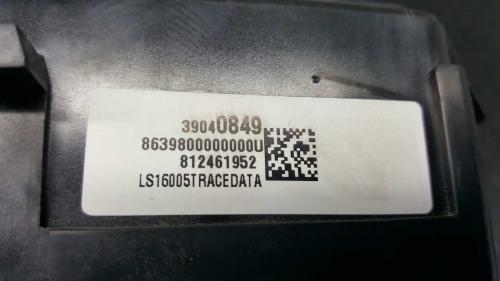 39040849
8639800000000U
812461952
LS16005TRACEDATA